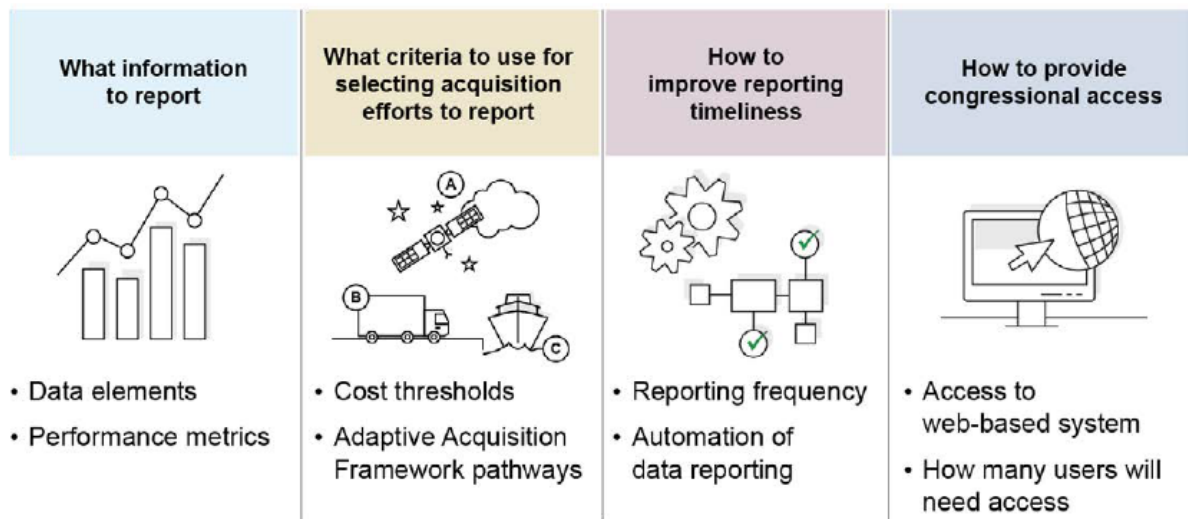 What information
to report
What criteria to use for
selecting acquisition
efforts to report
How to
improve reporting
timeliness
How to provide
congressional access
A
B
C
• Data elements
• Performance metrics
• Cost thresholds
• Adaptive Acquisition
Framework pathways
• Reporting frequency
• Automation of
data reporting
• Access to
web-based system
• How many users will
need access